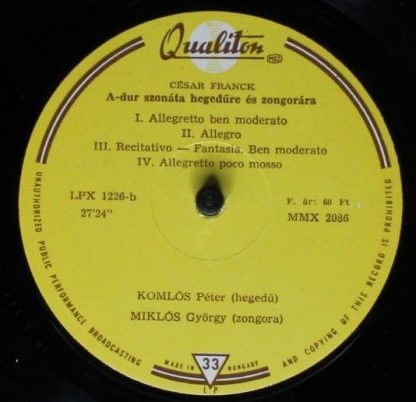 Qualiton
MSZ
CÉSAR FRANCK
A-dur szonáta hegedűre és zongorára
I. Allegretto ben moderato
II. Allegro
III. Recitativo — Fantasia. Ben moderato
IV. Allegretto poco mosso
LPX 1226-b
27'24"
F. ár: 60 Ft
MMX 2086
KOMLÓS Péter (hegedű)
MIKLÓS György (zongora)
UNAUTHORIZED PUBLIC PERFORMANCE BROADCASTING
AND COPYING OF THIS RECORD IS PROHIBITED
MADE IN HUNGARY
33
LP